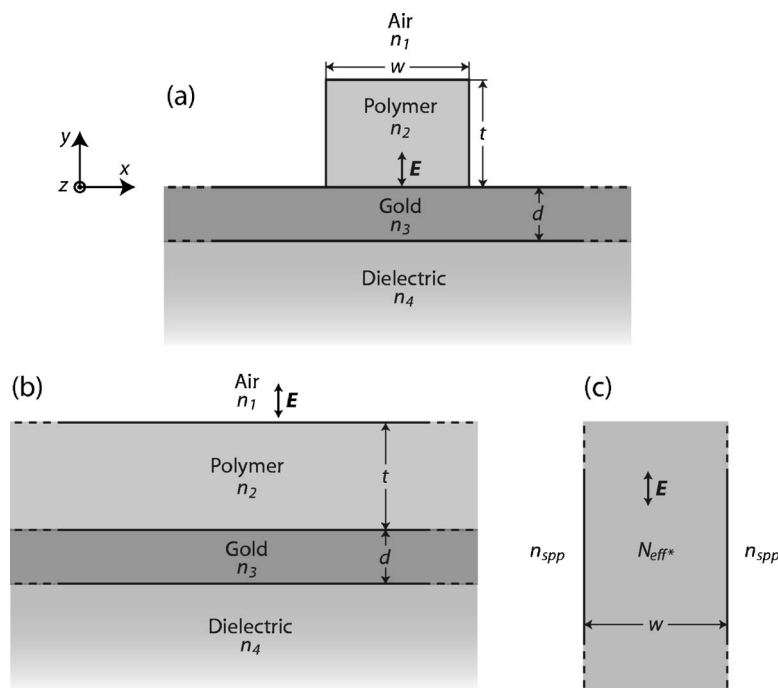 Air
n1
w
(a)
Polymer
n2
t
y
E
x
z
Gold
n3
d
Dielectric
n4
(b)
Air
n1
E
(c)
Polymer
n2
t
E
nspp
Neff*
nspp
Gold
n3
d
w
Dielectric
n4